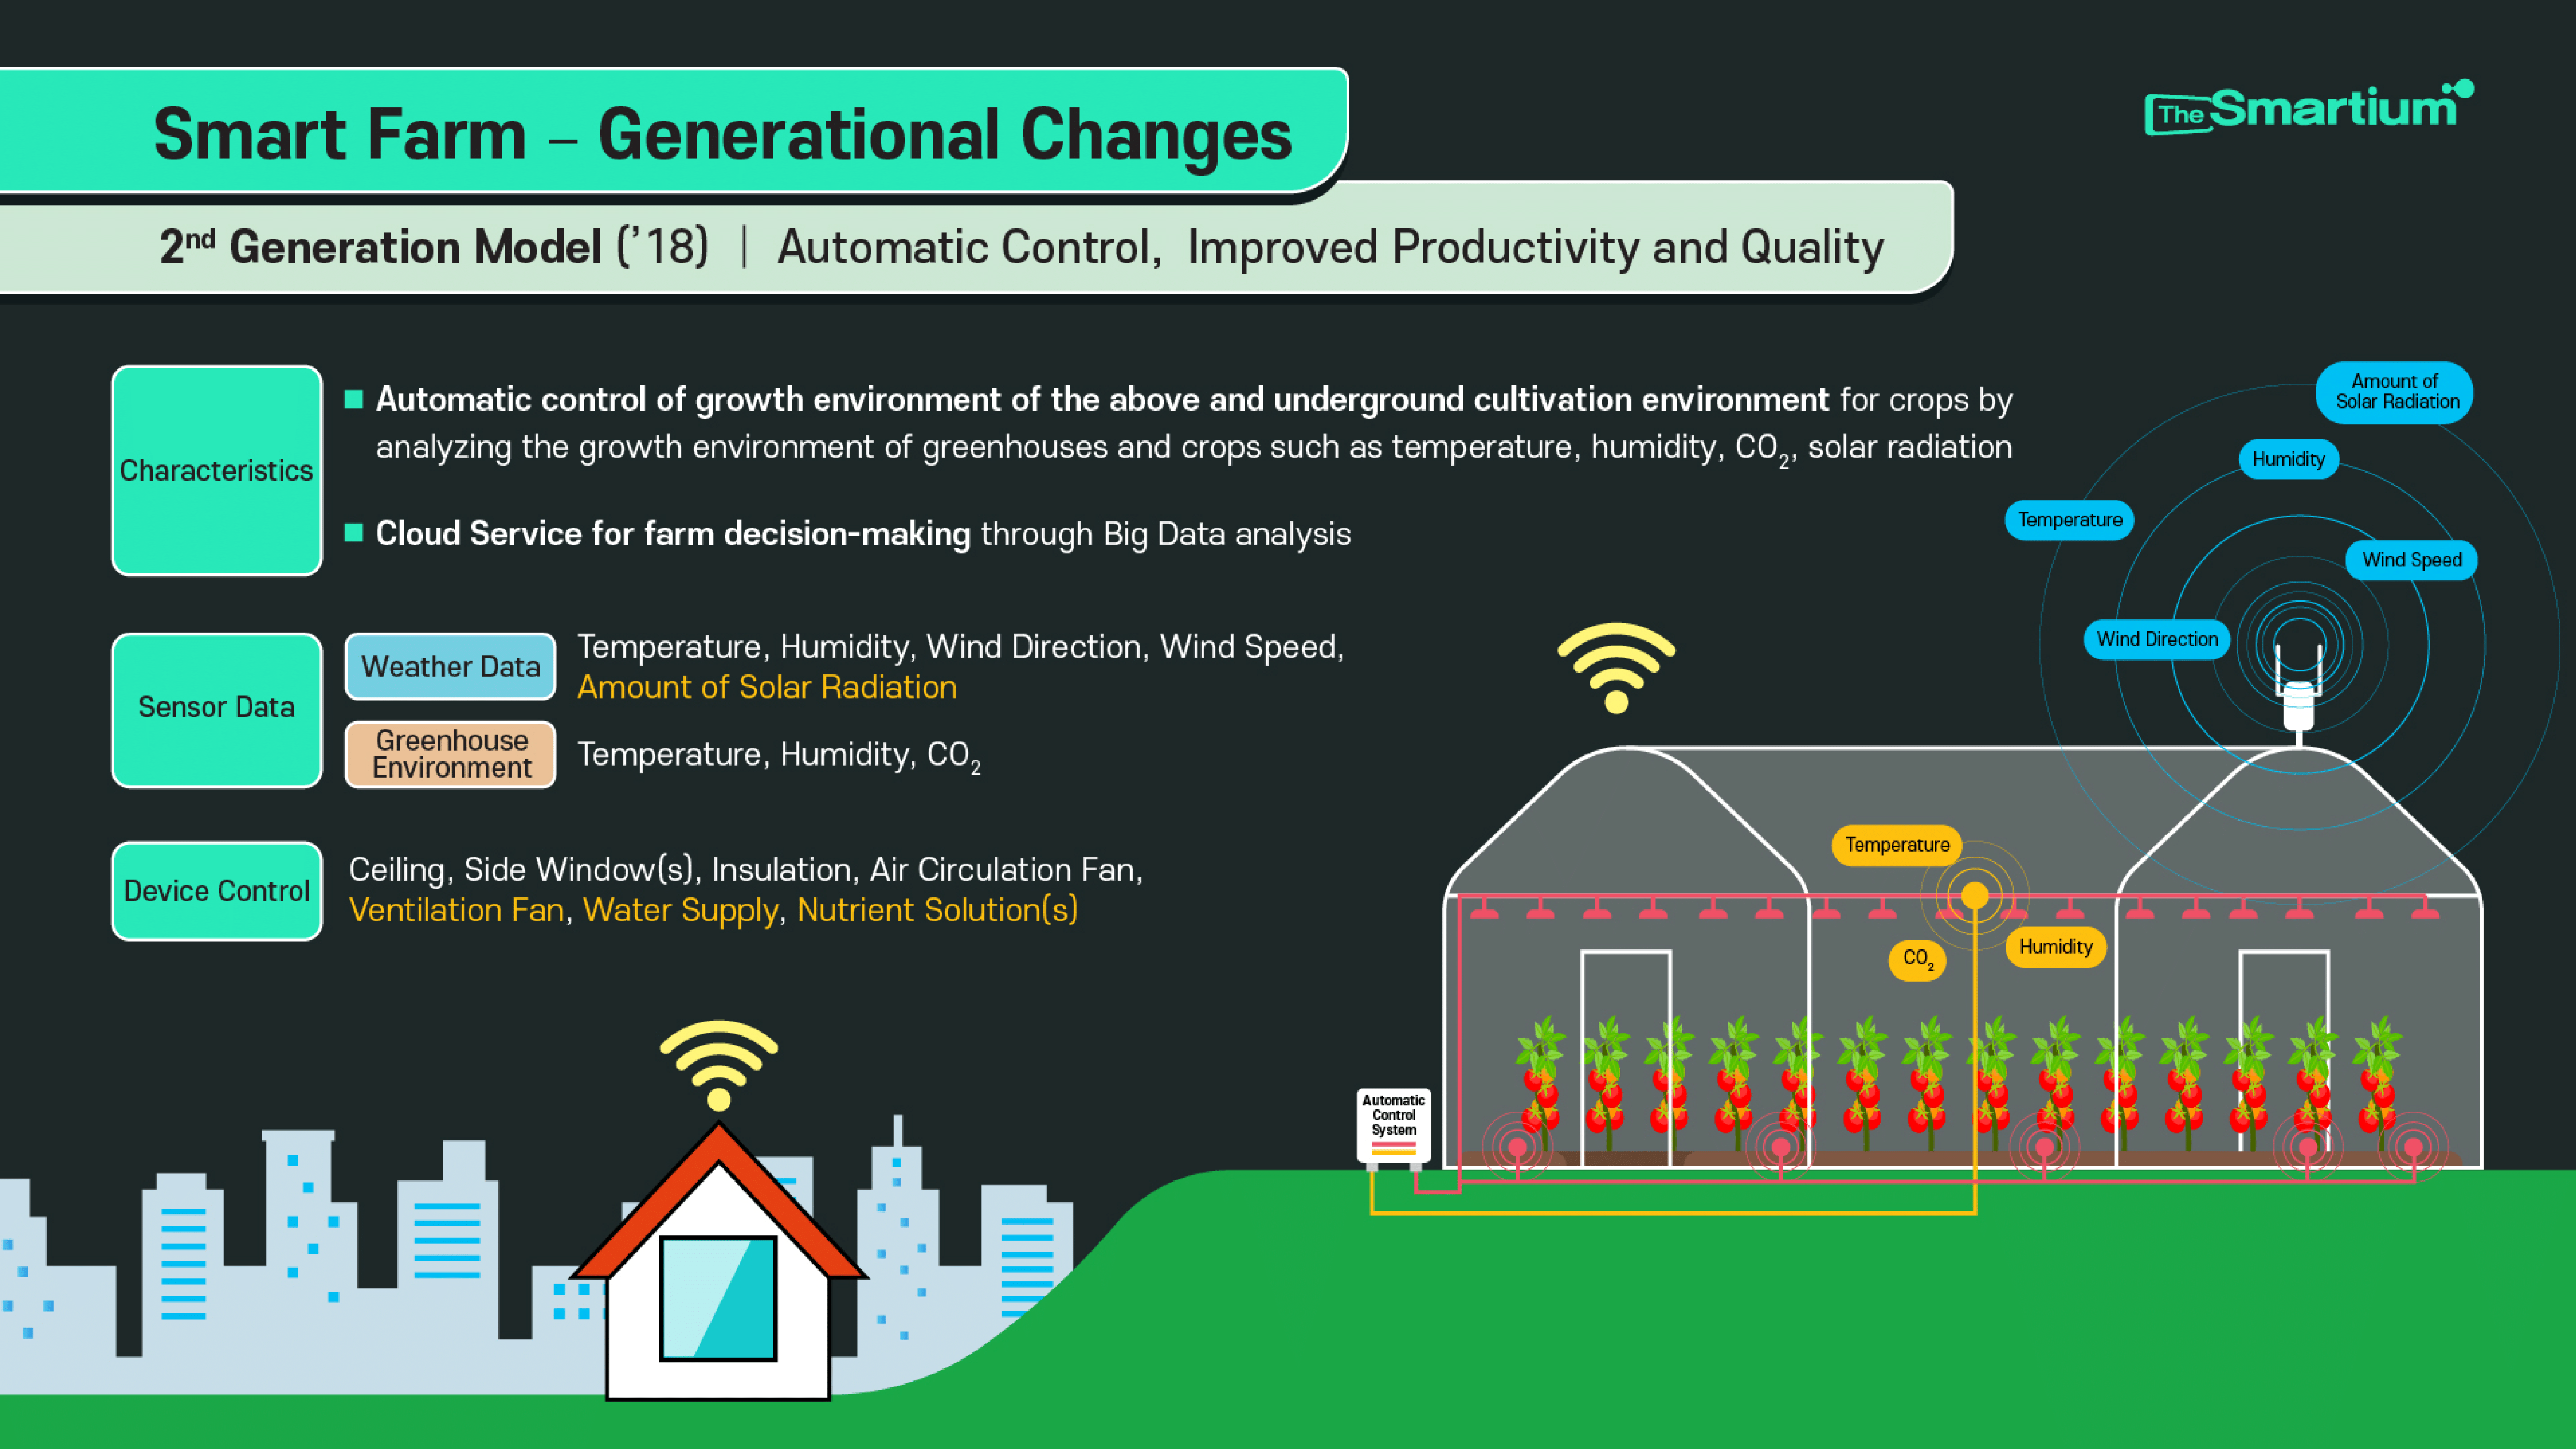 Smart Farm – Generational Changes
The Smartium
2nd Generation Model (’18) | Automatic Control, Improved Productivity and Quality
Characteristics
■ Automatic control of growth environment of the above and underground cultivation environment for crops by
analyzing the growth environment of greenhouses and crops such as temperature, humidity, CO₂, solar radiation
■ Cloud Service for farm decision-making through Big Data analysis
Sensor Data
Weather Data
Temperature, Humidity, Wind Direction, Wind Speed,
Amount of Solar Radiation
Greenhouse
Environment
Temperature, Humidity, CO₂
Device Control
Ceiling, Side Window(s), Insulation, Air Circulation Fan,
Ventilation Fan, Water Supply, Nutrient Solution(s)
Amount of
Solar Radiation
Humidity
Temperature
Wind Speed
Wind Direction
Temperature
CO₂
Humidity
Automatic
Control
System